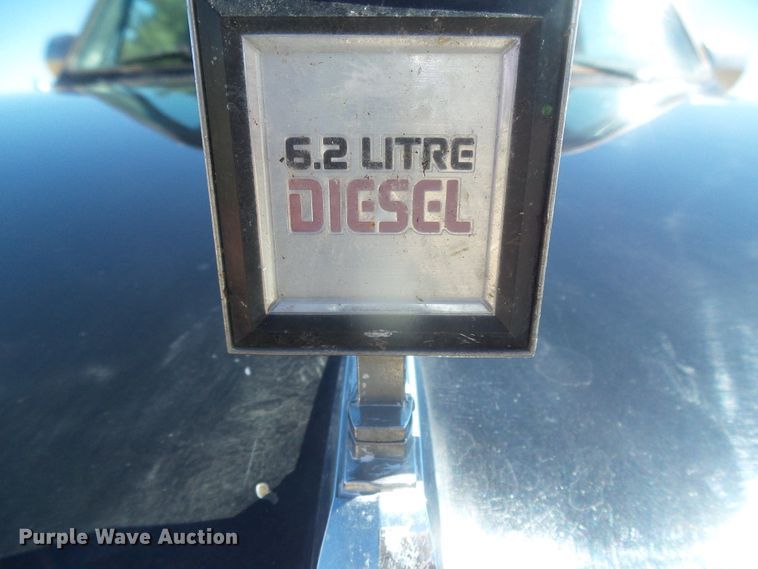 6.2 LITRE
DIESEL
Purple Wave Auction